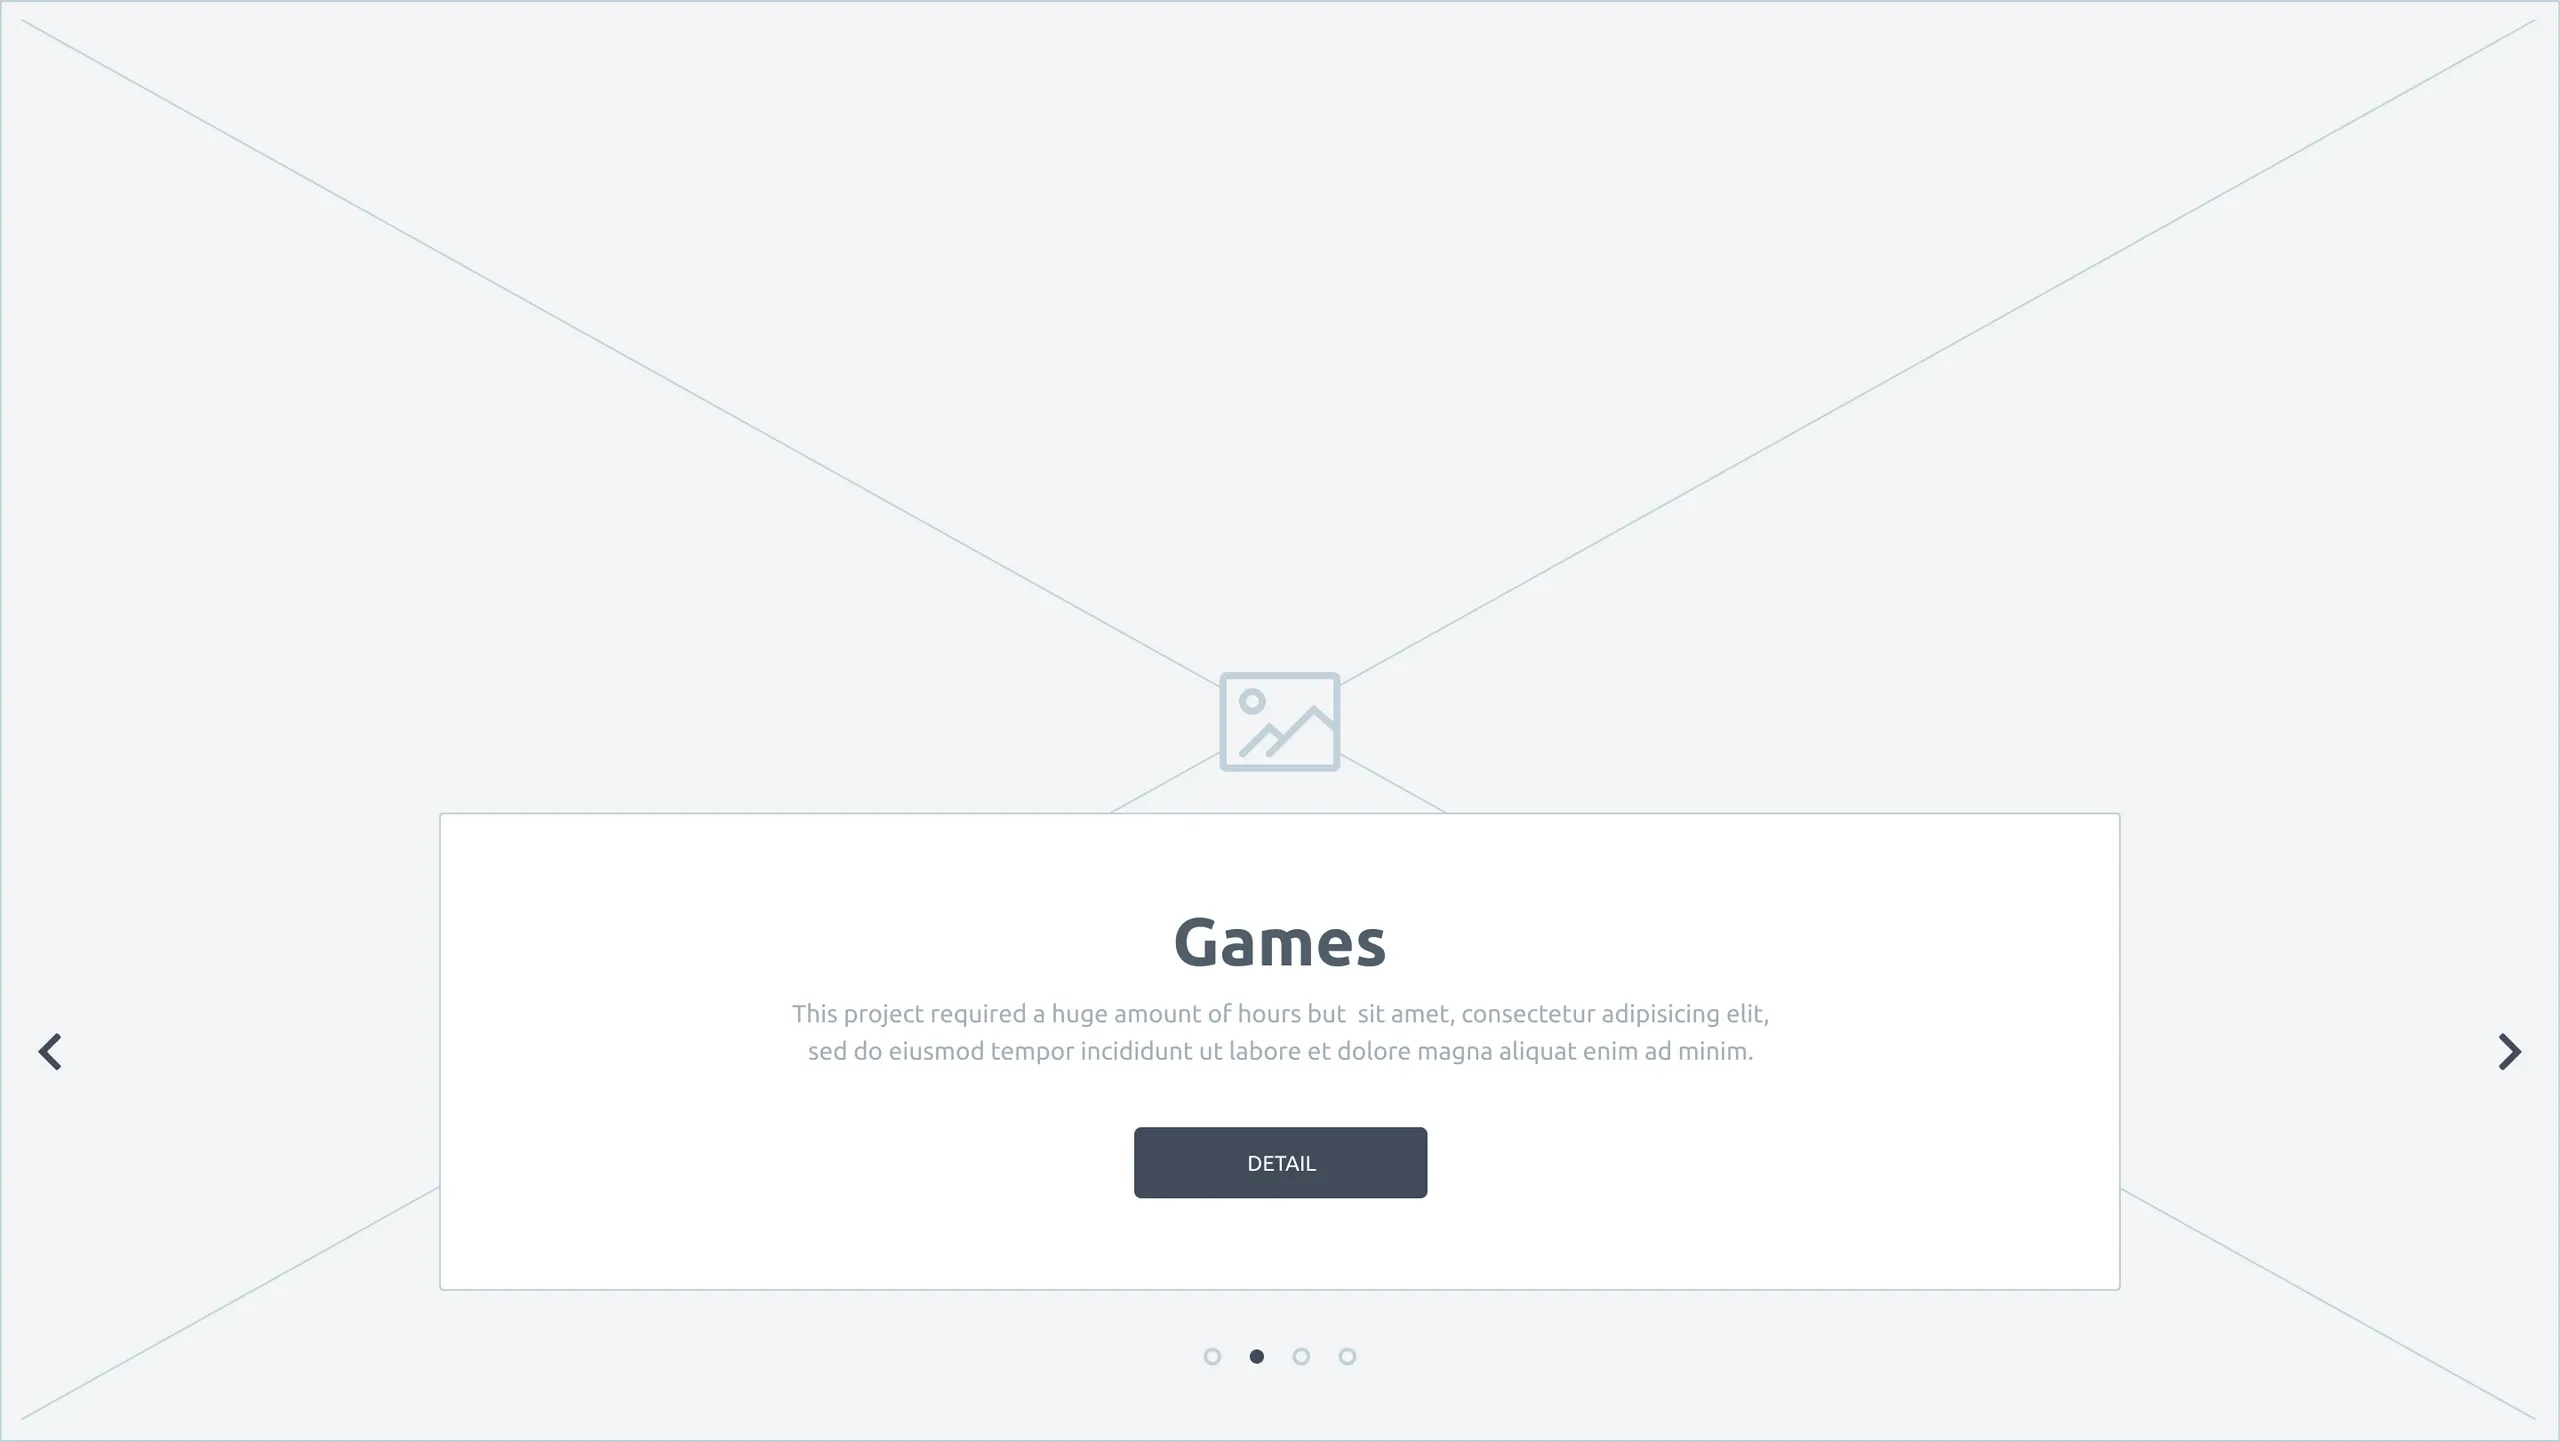 Games
This project required a huge amount of hours but  sit amet, consectetur adipisicing elit,
sed do eiusmod tempor incididunt ut labore et dolore magna aliquat enim ad minim.
DETAIL